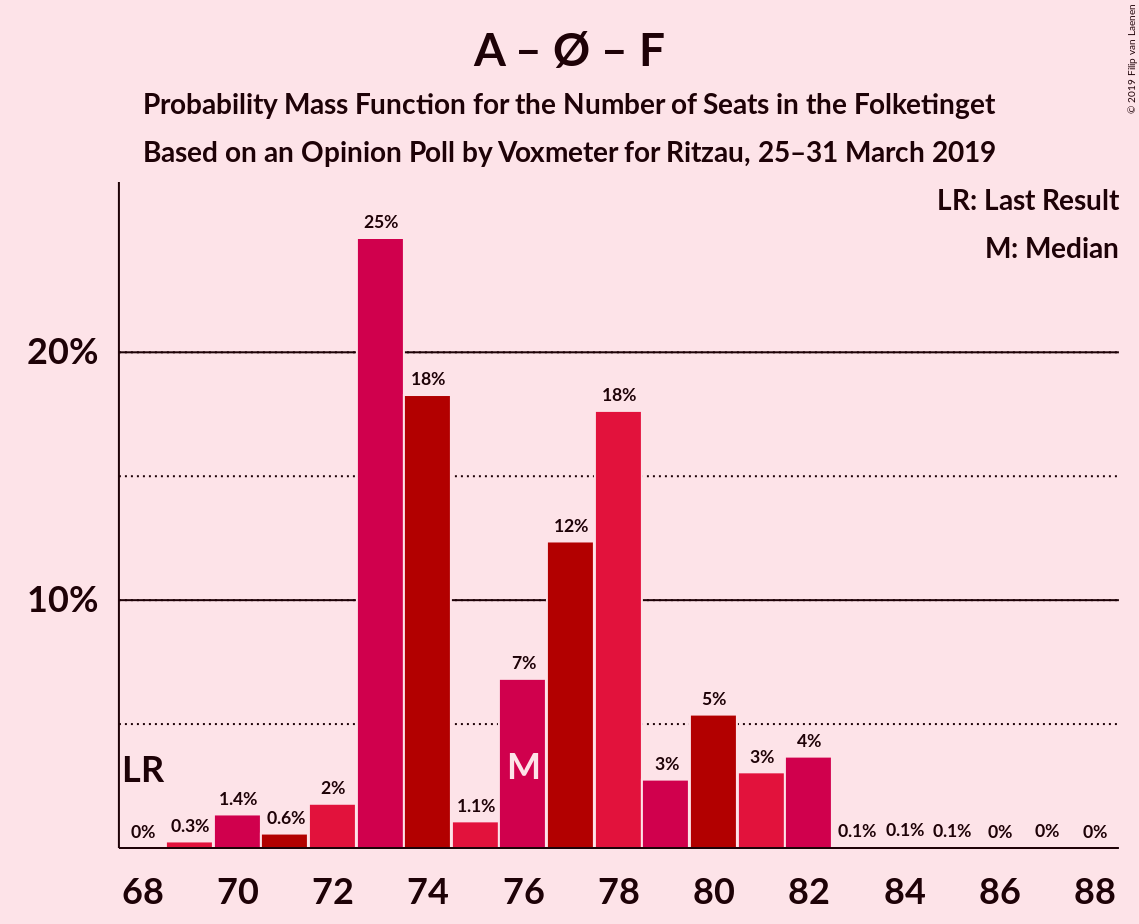 A – Ø – F
Probability Mass Function for the Number of Seats in the Folketinget
Based on an Opinion Poll by Voxmeter for Ritzau, 25–31 March 2019
© 2019 Filip van Laenen
LR: Last Result
M: Median
25%
20%
18%
18%
12%
10%
7%
5%
4%
3%
3%
M
LR
2%
1.4%
1.1%
0.6%
0.3%
0%
0.1%
0.1%
0.1%
0%
0%
0%
68 70 72 74 76 78 80 82 84 86 88